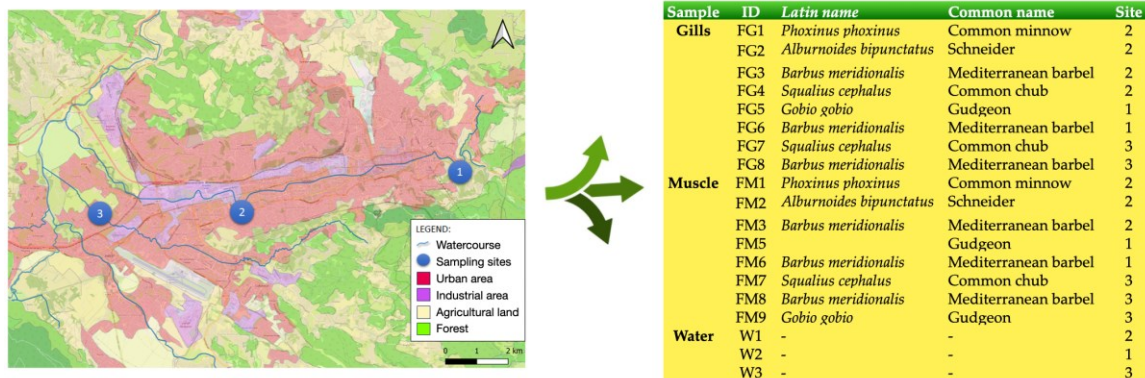 1
2
3
LEGEND:
Watercourse
Sampling sites
Urban area
Industrial area
Agricultural land
Forest
0 1 2 km
Sample ID Latin name Common name Site
Gills FG1 Phoxinus phoxinus Common minnow 2
FG2 Alburnoides bipunctatus Schneider 2
FG3 Barbus meridionalis Mediterranean barbel 2
FG4 Squalius cephalus Common chub 2
FG5 Gobio gobio Gudgeon 1
FG6 Barbus meridionalis Mediterranean barbel 1
FG7 Squalius cephalus Common chub 3
FG8 Barbus meridionalis Mediterranean barbel 3
Muscle FM1 Phoxinus phoxinus Common minnow 2
FM2 Alburnoides bipunctatus Schneider 2
FM3 Barbus meridionalis Mediterranean barbel 2
FM5 Gudgeon 1
FM6 Barbus meridionalis Mediterranean barbel 1
FM7 Squalius cephalus Common chub 3
FM8 Barbus meridionalis Mediterranean barbel 3
FM9 Gobio gobio Gudgeon 3
Water W1 - - 2
W2 - - 1
W3 - - 3